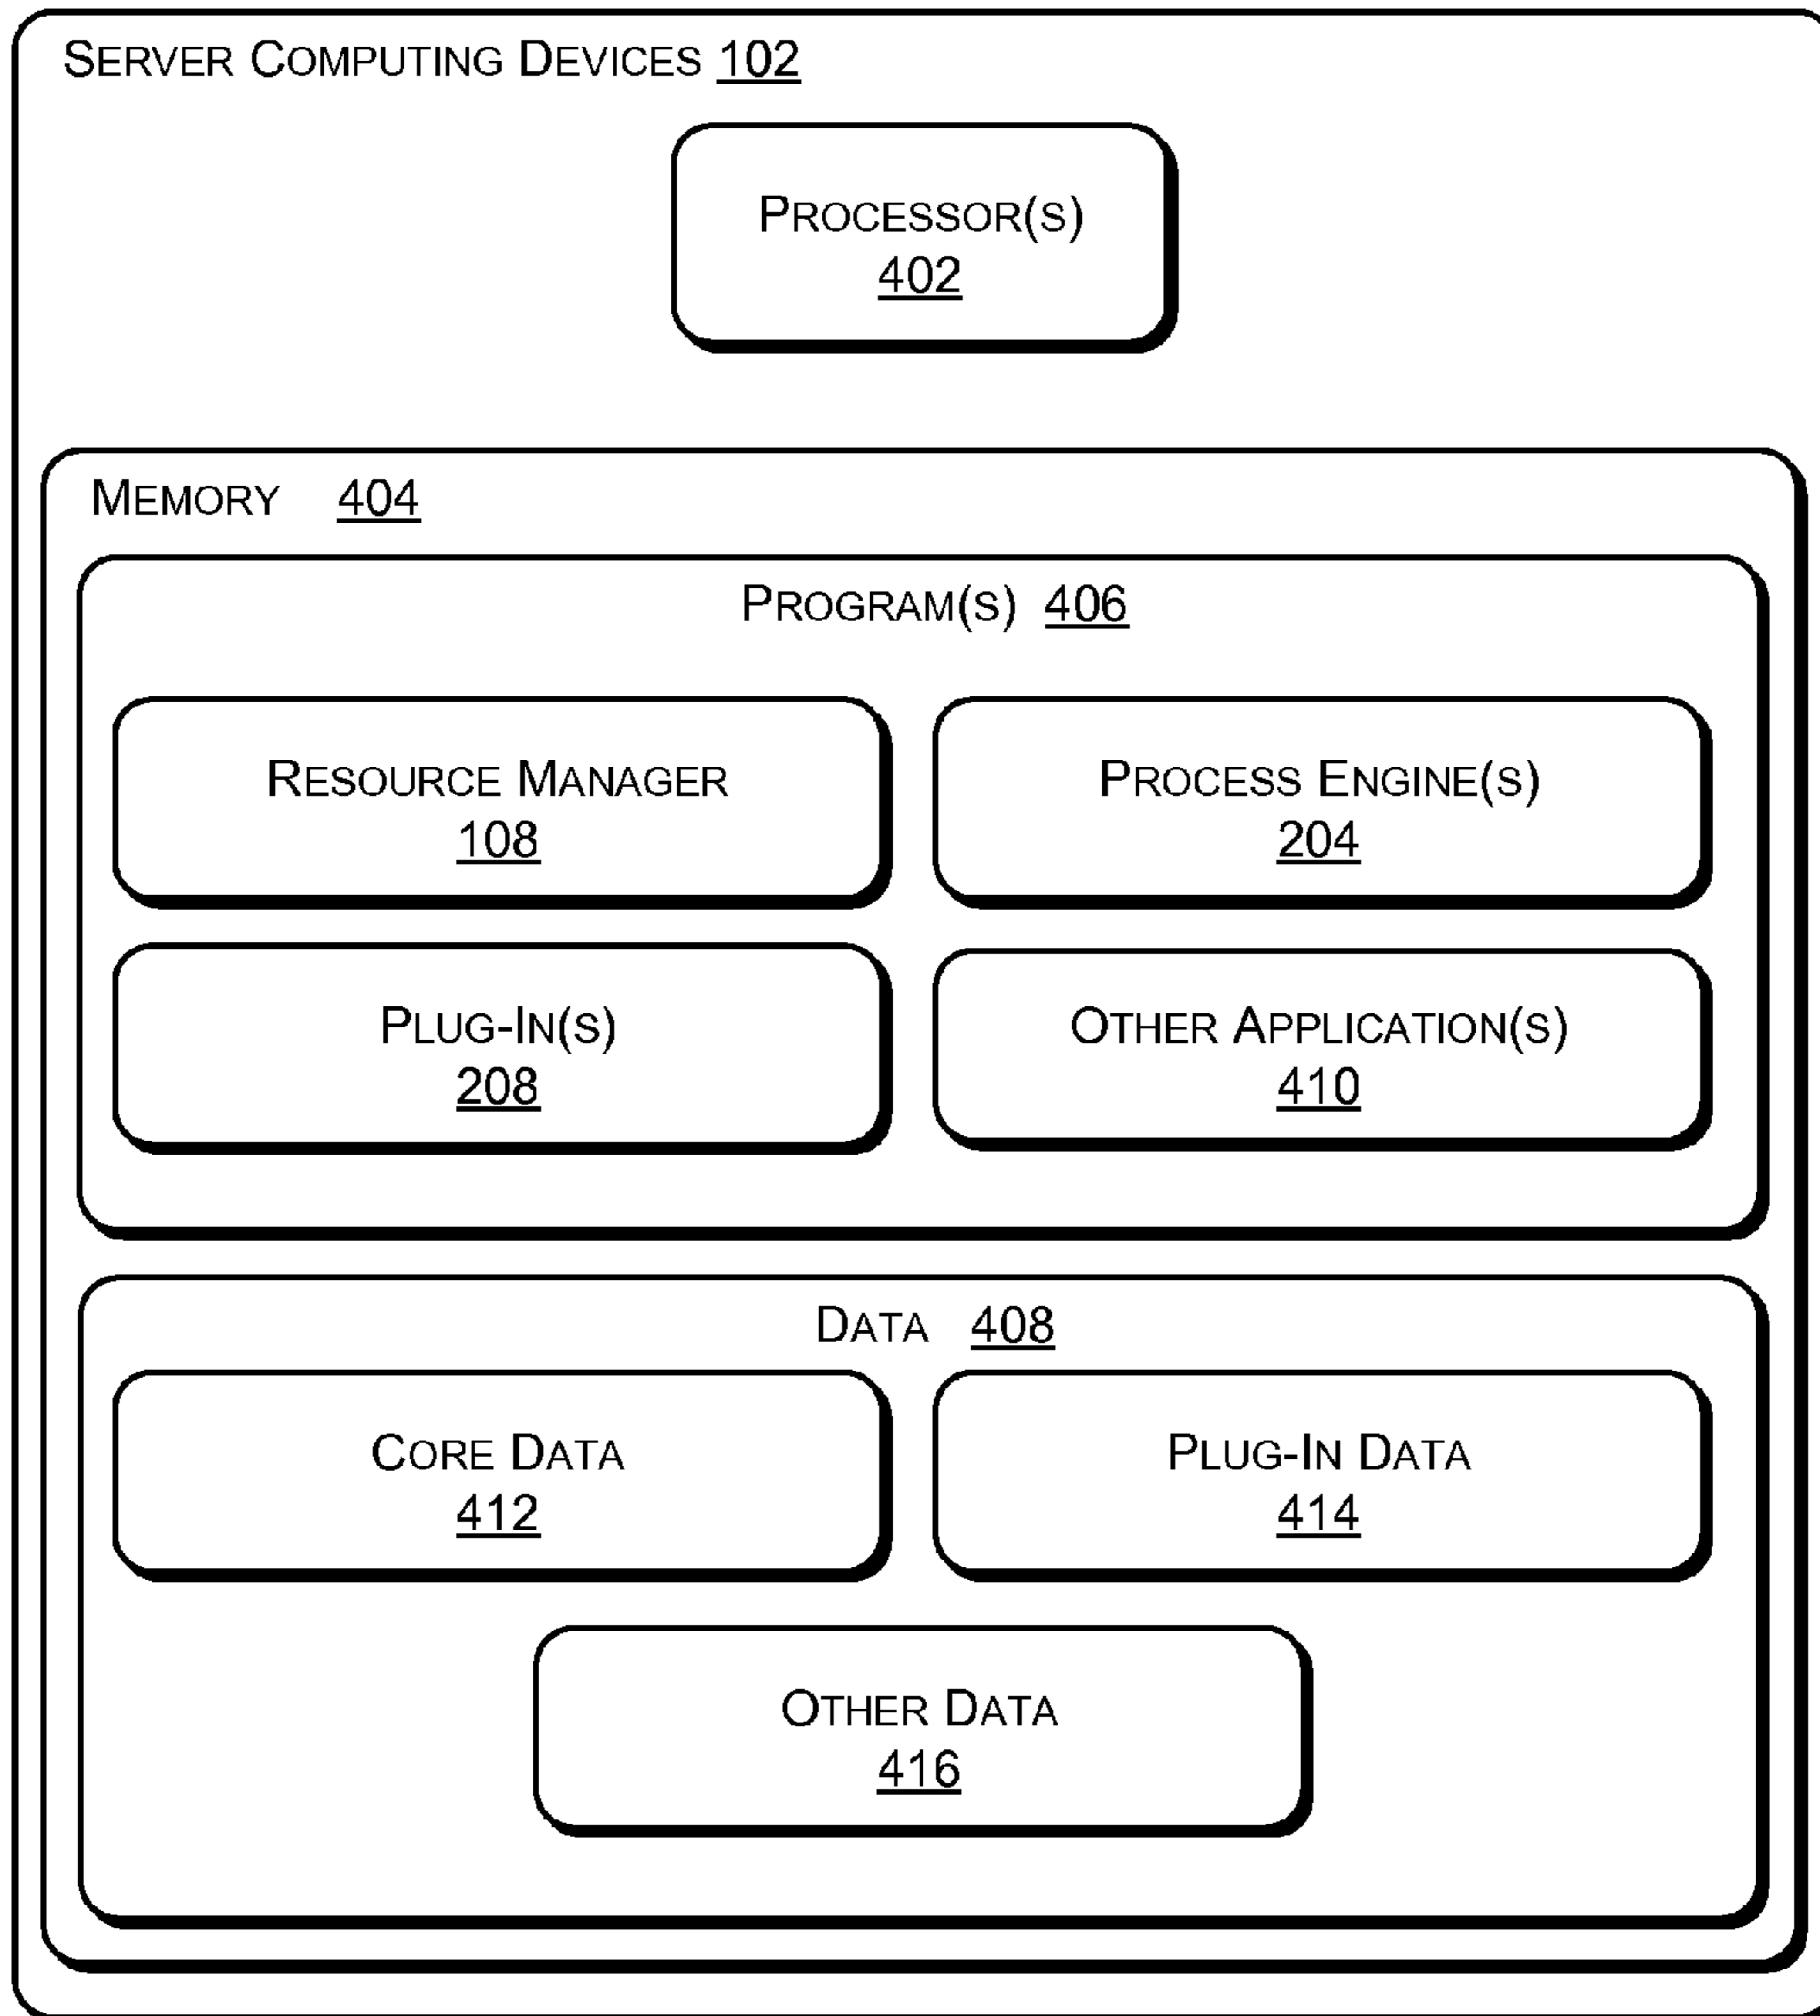 SERVER COMPUTING DEVICES 102
PROCESSOR(S)
402
MEMORY 404
PROGRAM(S) 406
RESOURCE MANAGER
108
PROCESS ENGINE(S)
204
PLUG-IN(S)
208
OTHER APPLICATION(S)
410
DATA 408
CORE DATA
412
PLUG-IN DATA
414
OTHER DATA
416